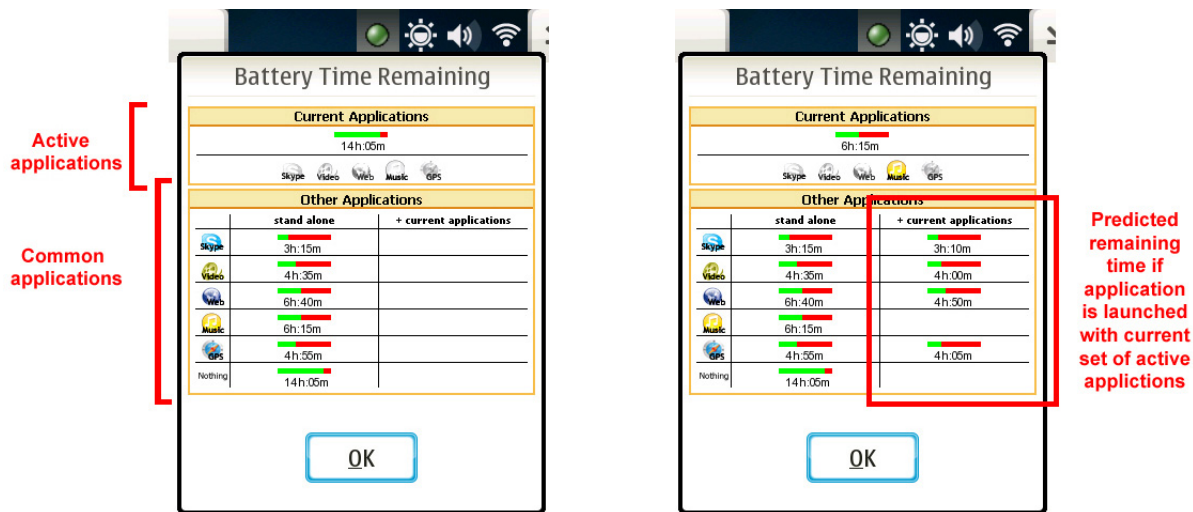 Active
applications
Common
applications
Battery Time Remaining
Current Applications
14h:05m
Skype Video Web Music GPS
Other Applications
stand alone + current applications
Skype 3h:15m
Video 4h:35m
Web 6h:40m
Music 6h:15m
GPS 4h:55m
Nothing 14h:05m
OK
Battery Time Remaining
Current Applications
6h:15m
Skype Video Web Music GPS
Other Applications
stand alone + current applications
Skype 3h:15m 3h:10m
Video 4h:35m 4h:00m
Web 6h:40m 4h:50m
Music 6h:15m
GPS 4h:55m 4h:05m
Nothing 14h:05m
OK
Predicted
remaining
time if
application
is launched
with current
set of active
applictions